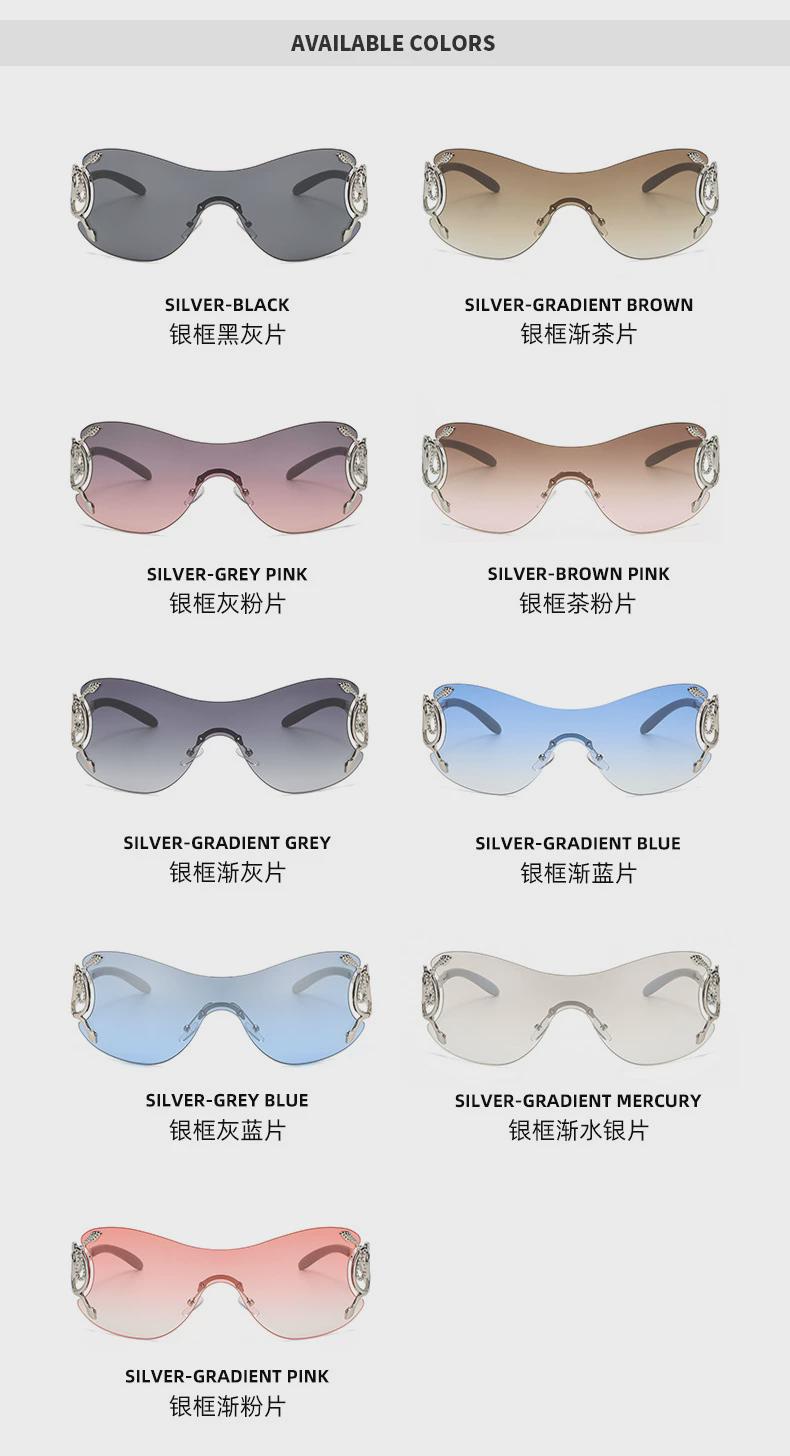 AVAILABLE COLORS
SILVER-BLACK
银框黑灰片
SILVER-GRADIENT BROWN
银框渐茶片
SILVER-GREY PINK
银框灰粉片
SILVER-BROWN PINK
银框茶粉片
SILVER-GRADIENT GREY
银框渐灰片
SILVER-GRADIENT BLUE
银框渐蓝片
SILVER-GREY BLUE
银框灰蓝片
SILVER-GRADIENT MERCURY
银框渐水银片
SILVER-GRADIENT PINK
银框渐粉片